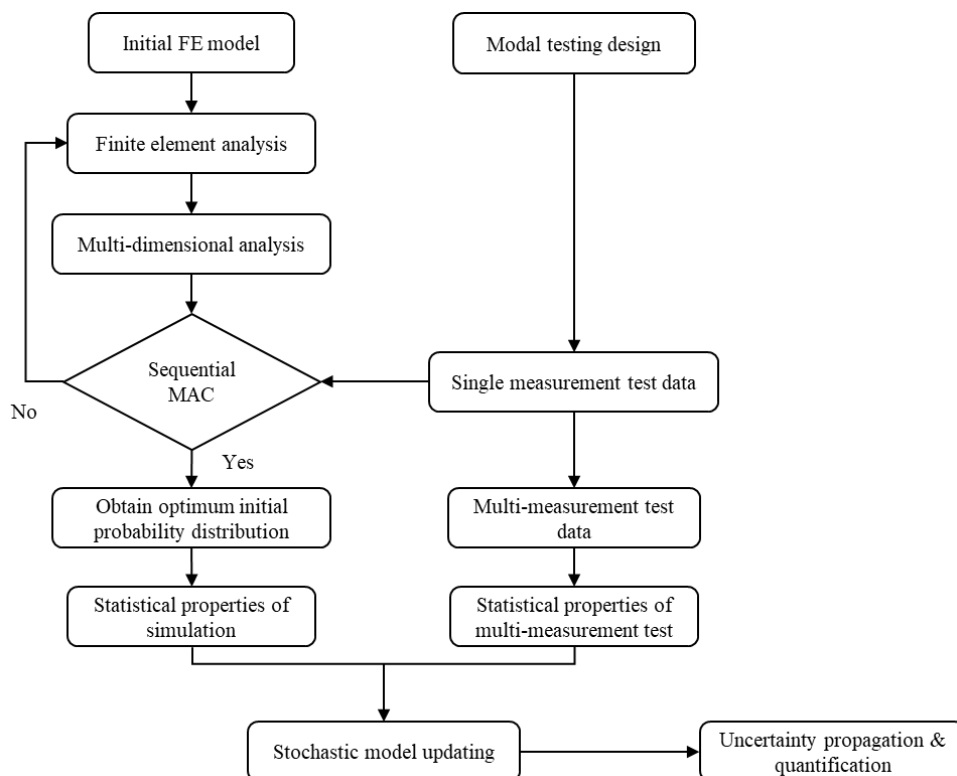 Initial FE model
Modal testing design
Finite element analysis
Multi-dimensional analysis
Sequential
MAC
Single measurement test data
No
Yes
Obtain optimum initial
probability distribution
Multi-measurement test
data
Statistical properties of
simulation
Statistical properties of
multi-measurement test
Stochastic model updating
Uncertainty propagation &
quantification